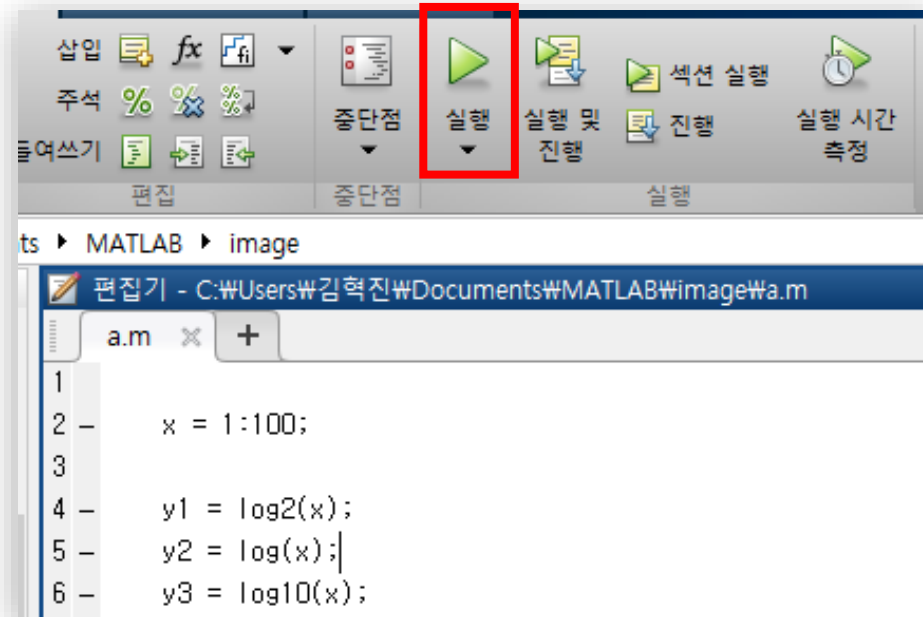 삽입 fx fi
주석 % % %
들여쓰기
중단점
실행
실행 및
진행
섹션 실행
진행
실행 시간
측정
편집
중단점
실행
ts ▸ MATLAB ▸ image
편집기 - C:₩Users₩김혁진₩Documents₩MATLAB₩image₩a.m
a.m × +
1
2 – x = 1:100;
3
4 – y1 = log2(x);
5 – y2 = log(x);
6 – y3 = log10(x);